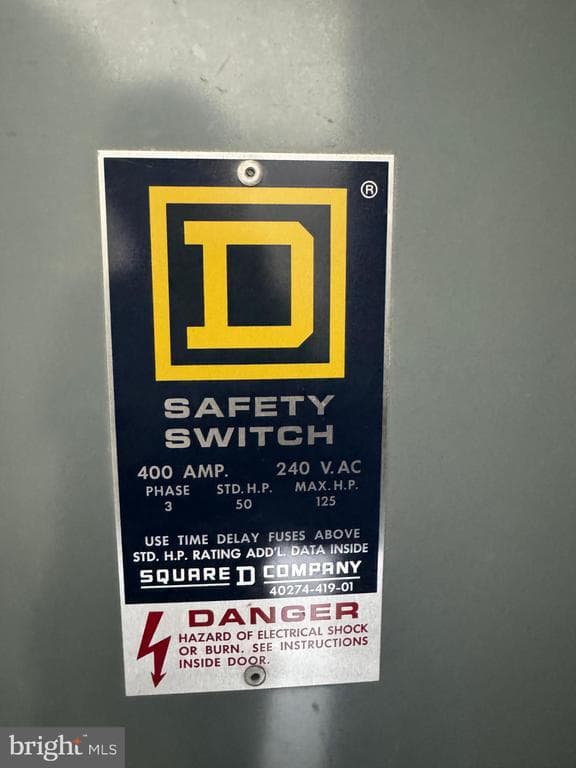 ®
D
SAFETY
SWITCH
400 AMP. 240 V. AC
PHASE STD. H.P. MAX. H.P.
3 50 125
USE TIME DELAY FUSES ABOVE
STD. H.P. RATING ADD'L. DATA INSIDE
SQUARE D COMPANY
40274-419-01
DANGER
HAZARD OF ELECTRICAL SHOCK
OR BURN. SEE INSTRUCTIONS
INSIDE DOOR.
bright MLS